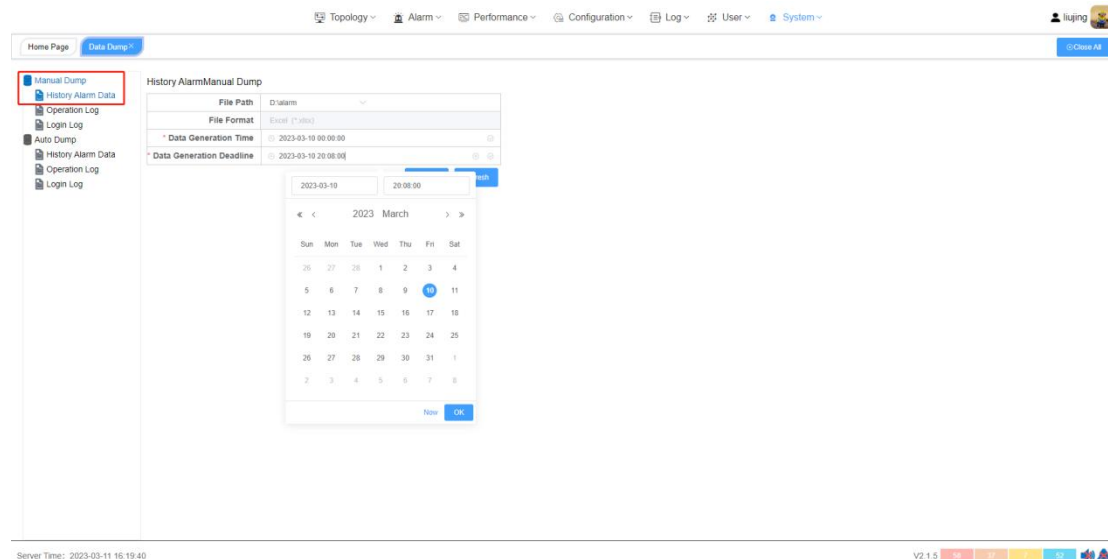 Topology Alarm Performance Configuration Log User System liujing
Home Page Data Dump Close All
Manual Dump
History Alarm Data
Operation Log
Login Log
Auto Dump
History Alarm Data
Operation Log
Login Log
History AlarmManual Dump
File Path D:\alarm
File Format Excel (*.xlsx)
* Data Generation Time 2023-03-10 00:00:00
* Data Generation Deadline 2023-03-10 20:08:00
2023-03-10 20:08:00
2023 March
Sun Mon Tue Wed Thu Fri Sat
26 27 28 1 2 3 4
5 6 7 8 9 10 11
12 13 14 15 16 17 18
19 20 21 22 23 24 25
26 27 28 29 30 31 1
2 3 4 5 6 7 8
Now OK
Server Time: 2023-03-11 16:19:40 V2.1.5 52